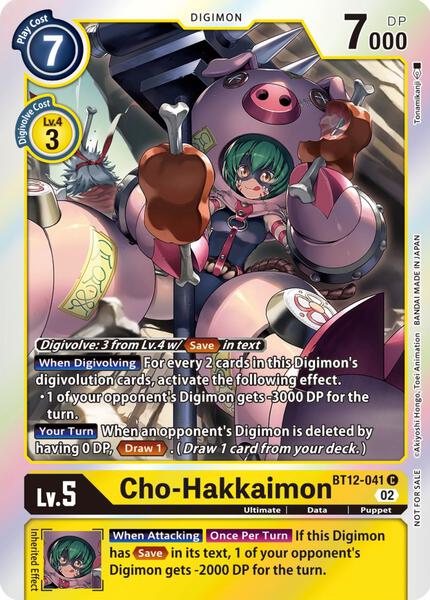 DIGIMON
Play Cost
7
DP
7000
Digivolve Cost
Lv.4
3
Tonamikanji
Digivolve: 3 from Lv.4 w/ Save in text
When Digivolving For every 2 cards in this Digimon's
digivolution cards, activate the following effect.
• 1 of your opponent's Digimon gets -3000 DP for the
turn.
Your Turn When an opponent's Digimon is deleted by
having 0 DP, Draw 1. (Draw 1 card from your deck.)
©Akiyoshi Hongo, Toei Animation BANDAI MADE IN JAPAN
NOT FOR SALE
Lv.5
Cho-Hakkaimon
BT12-041 C
02
Ultimate | Data | Puppet
Inherited Effect
When Attacking Once Per Turn If this Digimon
has Save in its text, 1 of your opponent's
Digimon gets -2000 DP for the turn.